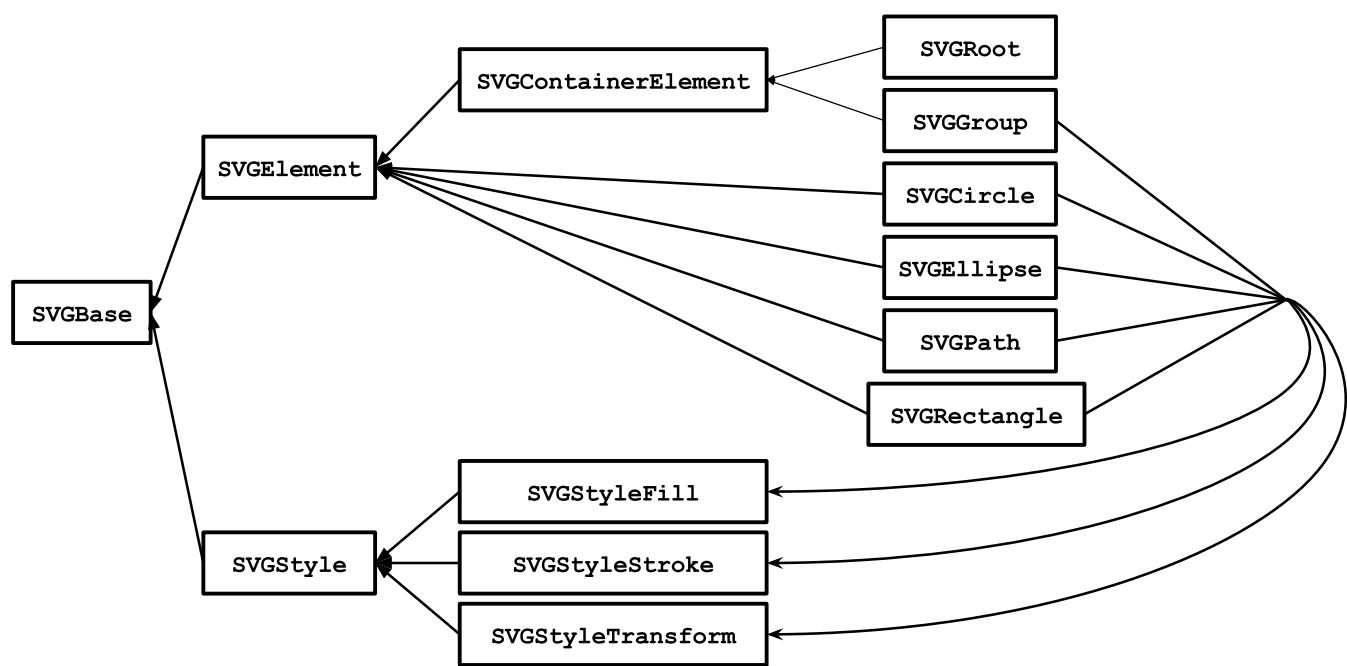 SVGRoot
SVGContainerElement
SVGGroup
SVGElement
SVGCircle
SVGEllipse
SVGBase
SVGPath
SVGRectangle
SVGStyleFill
SVGStyle
SVGStyleStroke
SVGStyleTransform